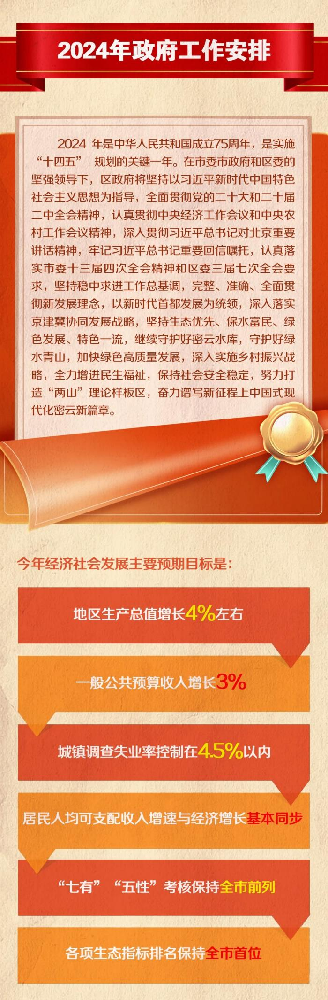 2024年政府工作安排
2024 年是中华人民共和国成立75周年，是实施
“十四五” 规划的关键一年。在市委市政府和区委的
坚强领导下，区政府将坚持以习近平新时代中国特色
社会主义思想为指导，全面贯彻党的二十大和二十届
二中全会精神，认真贯彻中央经济工作会议和中央农
村工作会议精神，深入贯彻习近平总书记对北京重要
讲话精神，牢记习近平总书记重要回信嘱托，认真落
实市委十三届四次全会精神和区委三届七次全会要
求，坚持稳中求进工作总基调，完整、准确、全面贯
彻新发展理念，以新时代首都发展为统领，深入落实
京津冀协同发展战略，坚持生态优先、保水富民、绿
色发展、特色一流，继续守护好密云水库，守护好绿
水青山，加快绿色高质量发展，深入实施乡村振兴战
略，全力增进民生福祉，保持社会安全稳定，努力打
造“两山”理论样板区，奋力谱写新征程上中国式现
代化密云新篇章。
今年经济社会发展主要预期目标是：
地区生产总值增长4%左右
一般公共预算收入增长3%
城镇调查失业率控制在4.5%以内
居民人均可支配收入增速与经济增长基本同步
“七有”“五性”考核保持全市前列
各项生态指标排名保持全市首位